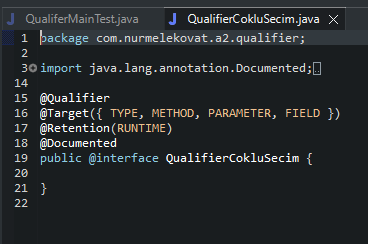 QualiferMainTest.java
QualifierCokluSecim.java
1 package com.nurmelekovat.a2.qualifier;
2
3 import java.lang.annotation.Documented;
14
15 @Qualifier
16 @Target({ TYPE, METHOD, PARAMETER, FIELD })
17 @Retention(RUNTIME)
18 @Documented
19 public @interface QualifierCokluSecim {
20
21 }
22